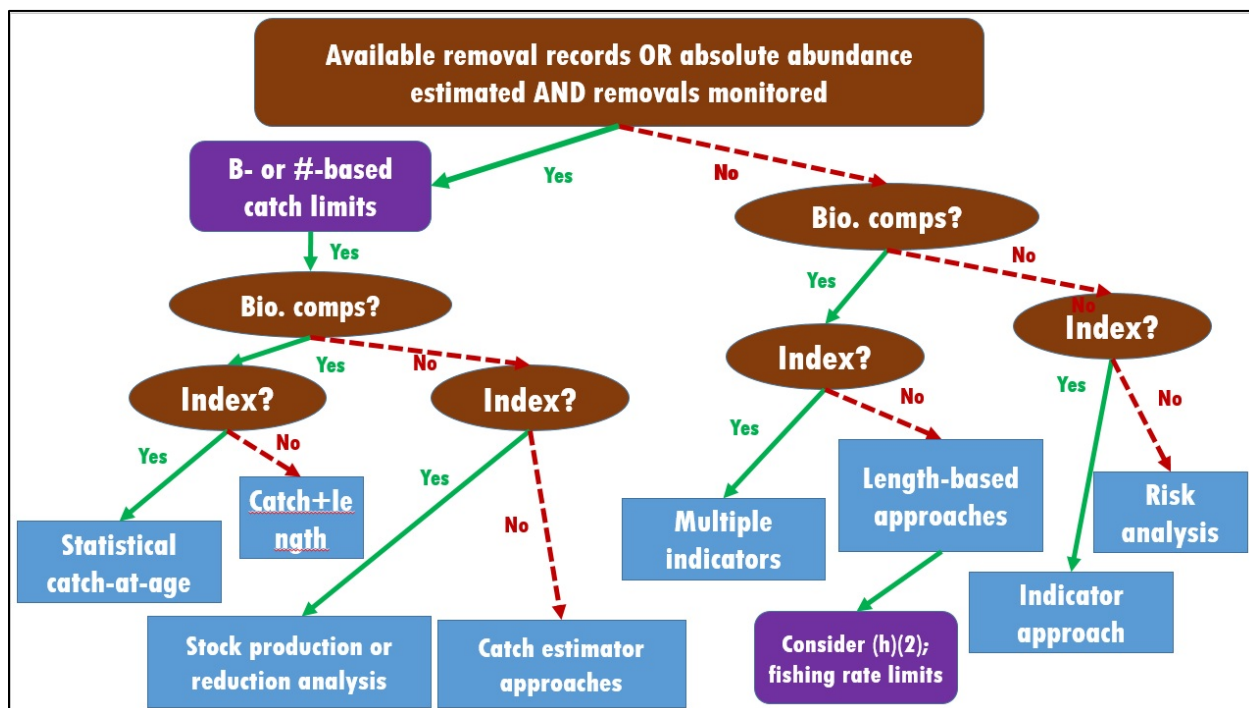 Available removal records OR absolute abundance
estimated AND removals monitored
B- or #-based
catch limits
Yes
No
Bio. comps?
Yes
No
Yes
Bio. comps?
No
Index?
Yes
No
Index?
Yes
No
Index?
Index?
Yes
No
Yes
No
Yes
No
Yes
No
Catch+le
ngth
Length-based
approaches
Risk
analysis
Statistical
catch-at-age
Multiple
indicators
Stock production or
reduction analysis
Catch estimator
approaches
Consider (h)(2);
fishing rate limits
Indicator
approach